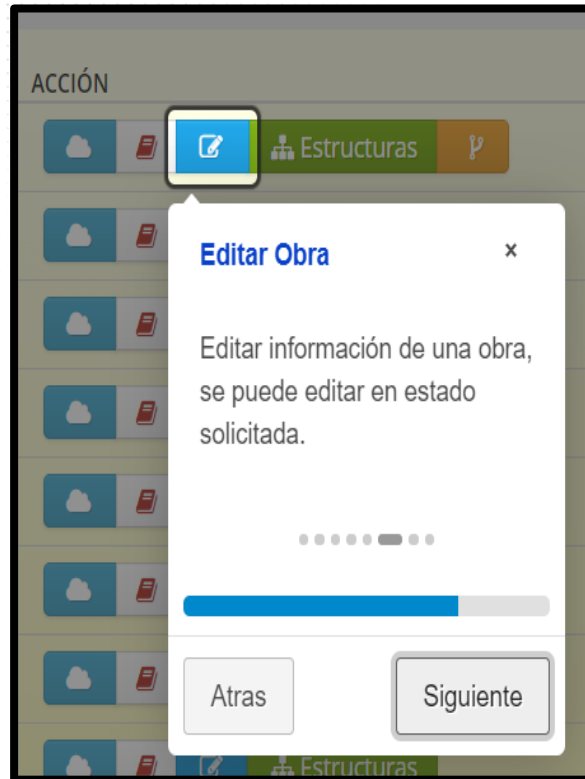 ACCIÓN
Estructuras
Editar Obra ×
Editar información de una obra,
se puede editar en estado
solicitada.
Atras Siguiente
Estructuras